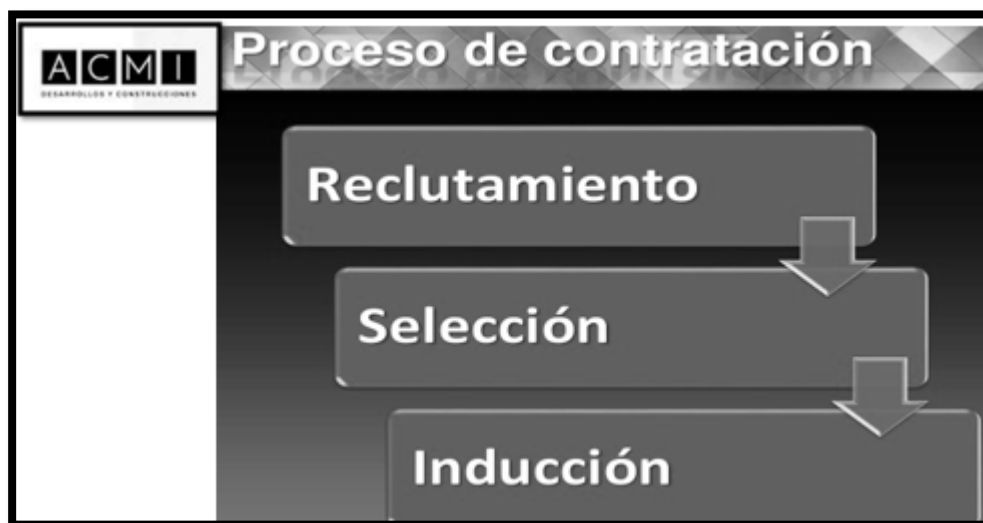 ACMI
DESARROLLOS Y CONSTRUCCIONES
Proceso de contratación
Reclutamiento
Selección
Inducción